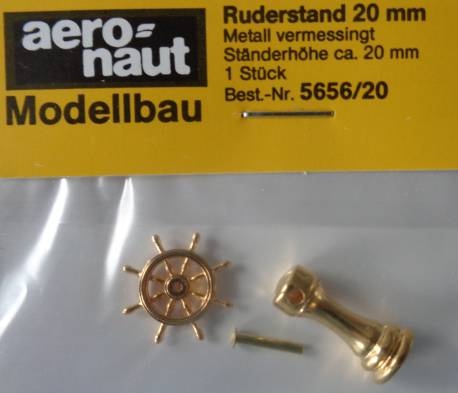 aero=
naut
Modellbau
Ruderstand 20 mm
Metall vermessingt
Ständerhöhe ca. 20 mm
1 Stück
Best.-Nr. 5656/20